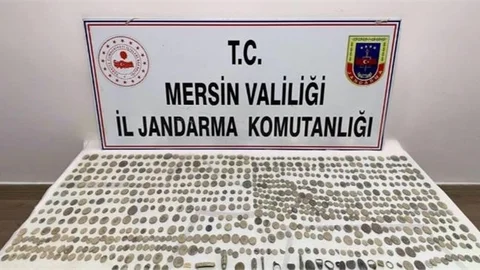 T.C.
MERSİN VALİLİĞİ
İL JANDARMA KOMUTANLIĞI